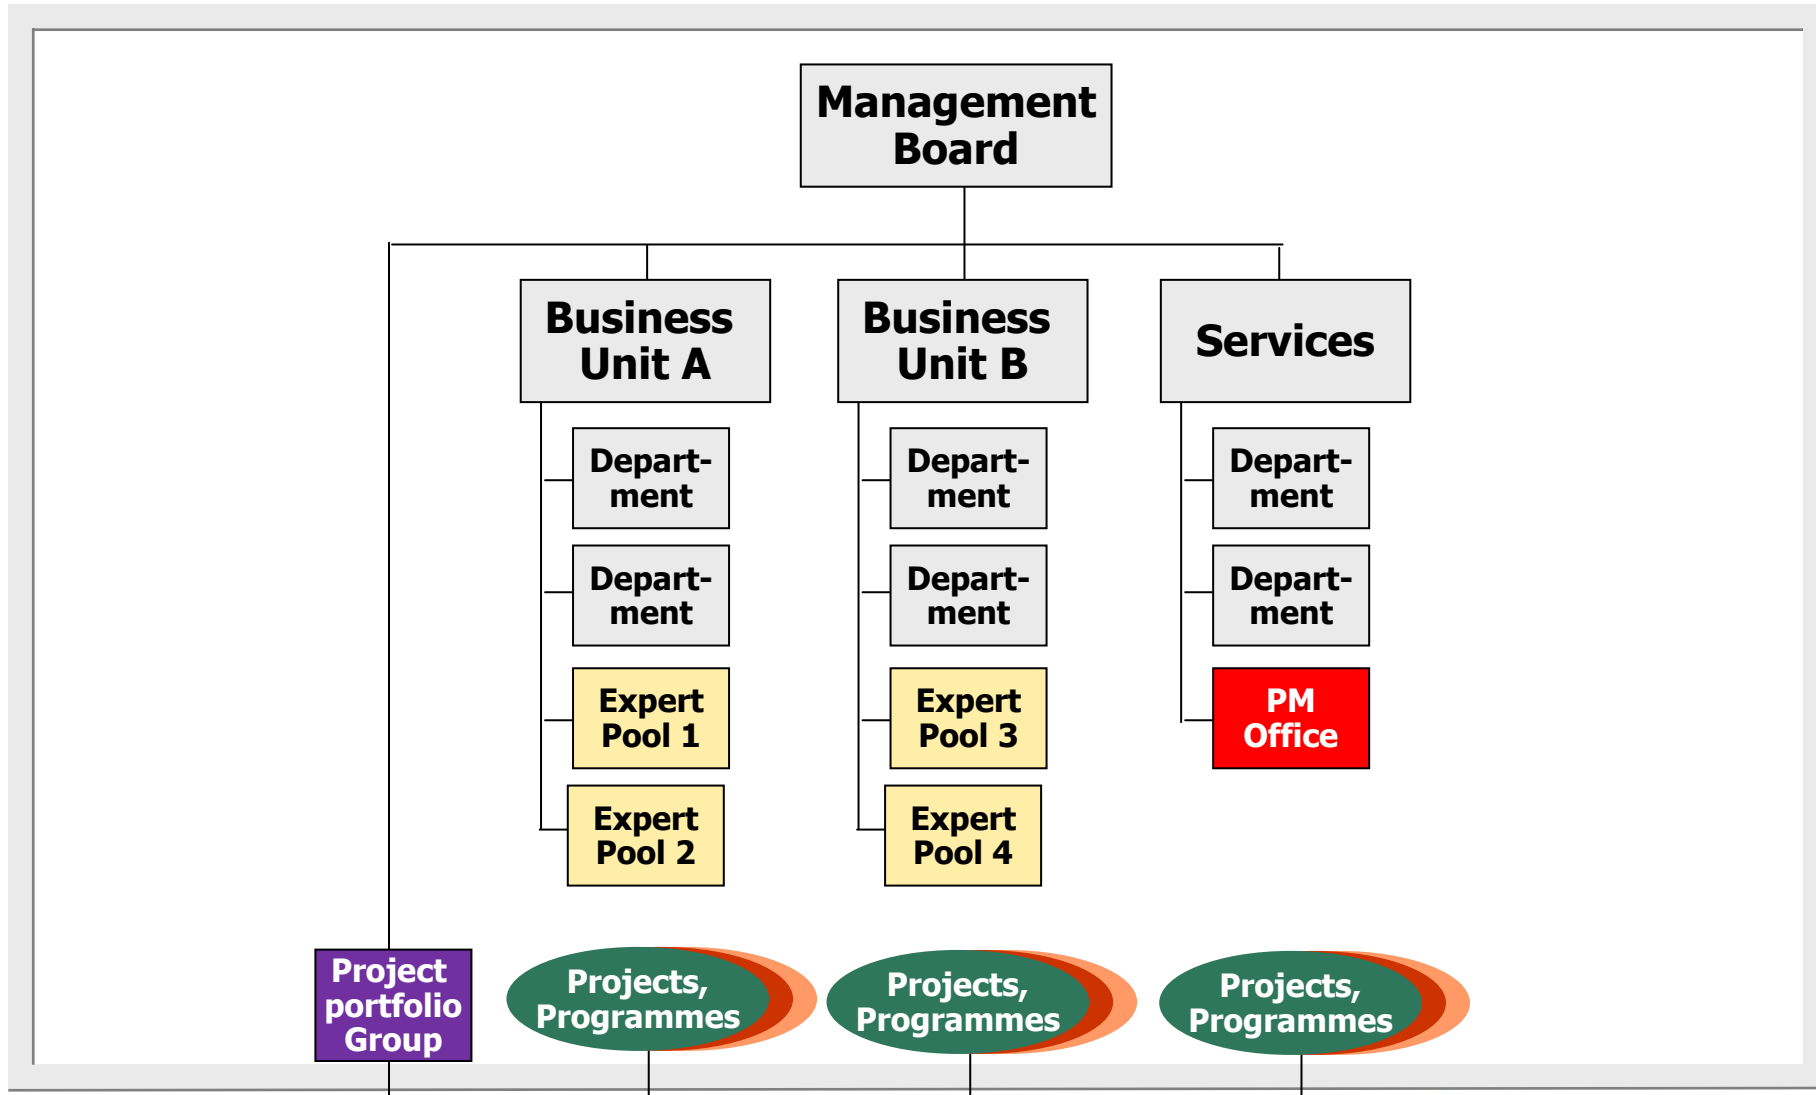 Management
Board
Business
Unit A
Business
Unit B
Services
Depart-
ment
Depart-
ment
Depart-
ment
Depart-
ment
Depart-
ment
Depart-
ment
Expert
Pool 1
Expert
Pool 3
PM
Office
Expert
Pool 2
Expert
Pool 4
Project
portfolio
Group
Projects,
Programmes
Projects,
Programmes
Projects,
Programmes